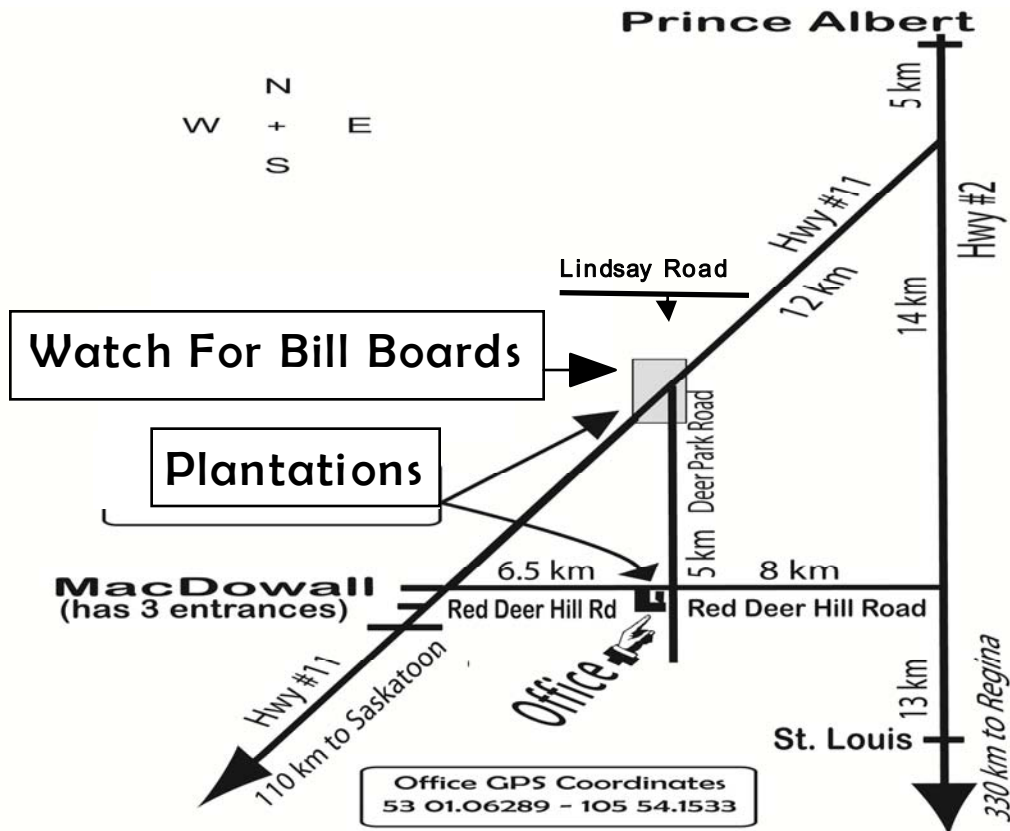 Prince Albert
N
W + E
S
5 km
Hwy #11
Hwy #2
Lindsay Road
12 km
14 km
Watch For Bill Boards
Deer Park Road
Plantations
5 km
6.5 km
8 km
MacDowall
(has 3 entrances)
Red Deer Hill Rd
Red Deer Hill Road
Office
Hwy #11
110 km to Saskatoon
13 km
330 km to Regina
St. Louis
Office GPS Coordinates
53 01.06289 - 105 54.1533